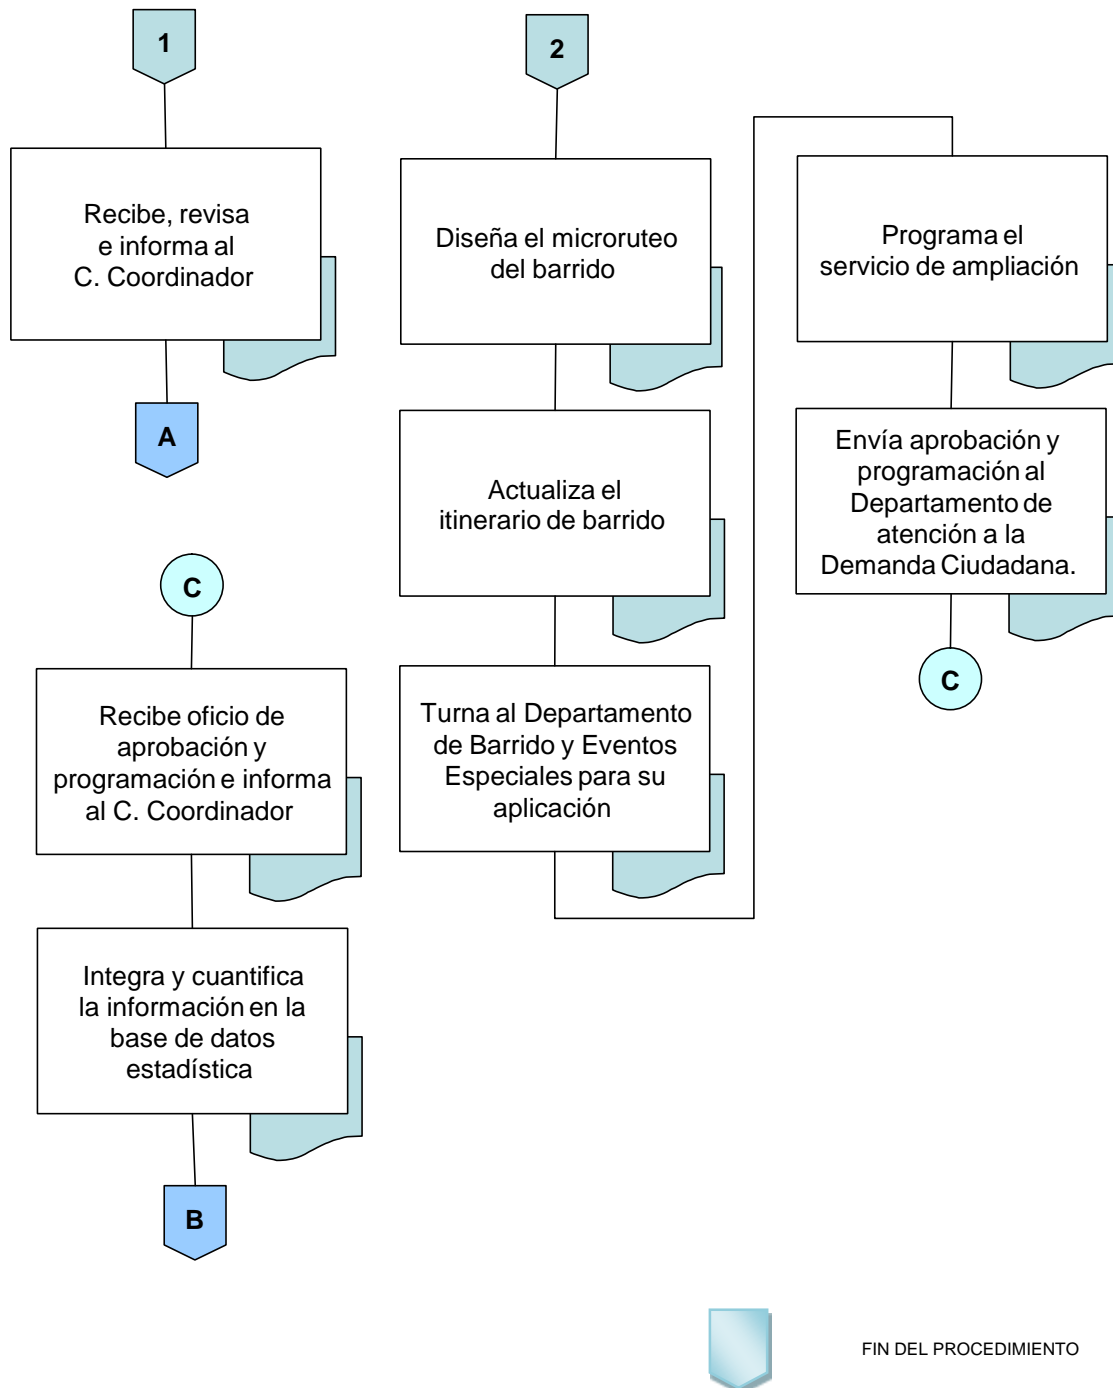 1
Recibe, revisa
e informa al
C. Coordinador
A
C
Recibe oficio de
aprobación y
programación e informa
al C. Coordinador
Integra y cuantifica
la información en la
base de datos
estadística
B
2
Diseña el microruteo
del barrido
Actualiza el
itinerario de barrido
Turna al Departamento
de Barrido y Eventos
Especiales para su
aplicación
Programa el
servicio de ampliación
Envía aprobación y
programación al
Departamento de
atención a la
Demanda Ciudadana.
C
FIN DEL PROCEDIMIENTO